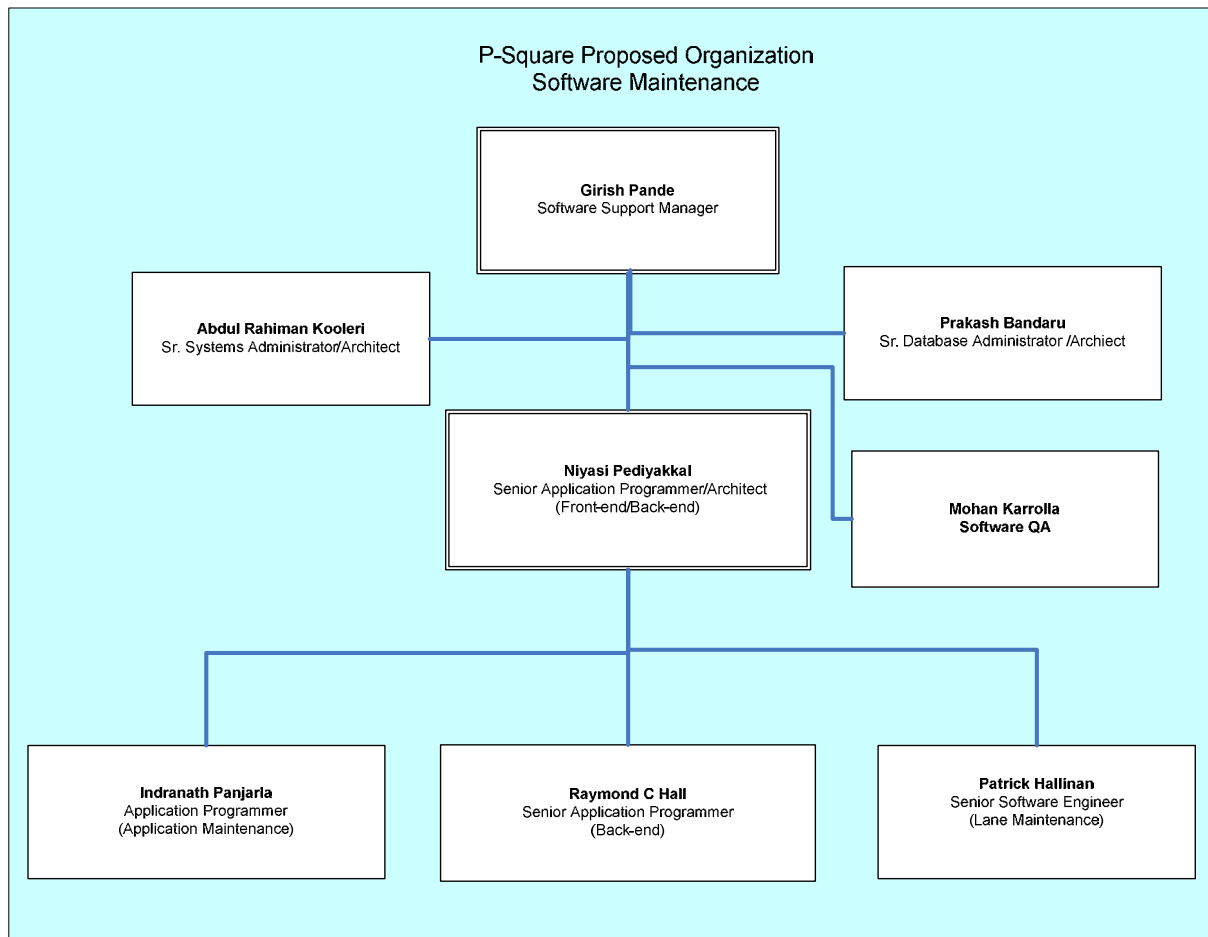 P-Square Proposed Organization
Software Maintenance
Girish Pande
Software Support Manager
Abdul Rahiman Kooleri
Sr. Systems Administrator/Architect
Prakash Bandaru
Sr. Database Administrator /Archiect
Niyasi Pediyakkal
Senior Application Programmer/Architect
(Front-end/Back-end)
Mohan Karrolla
Software QA
Indranath Panjarla
Application Programmer
(Application Maintenance)
Raymond C Hall
Senior Application Programmer
(Back-end)
Patrick Hallinan
Senior Software Engineer
(Lane Maintenance)